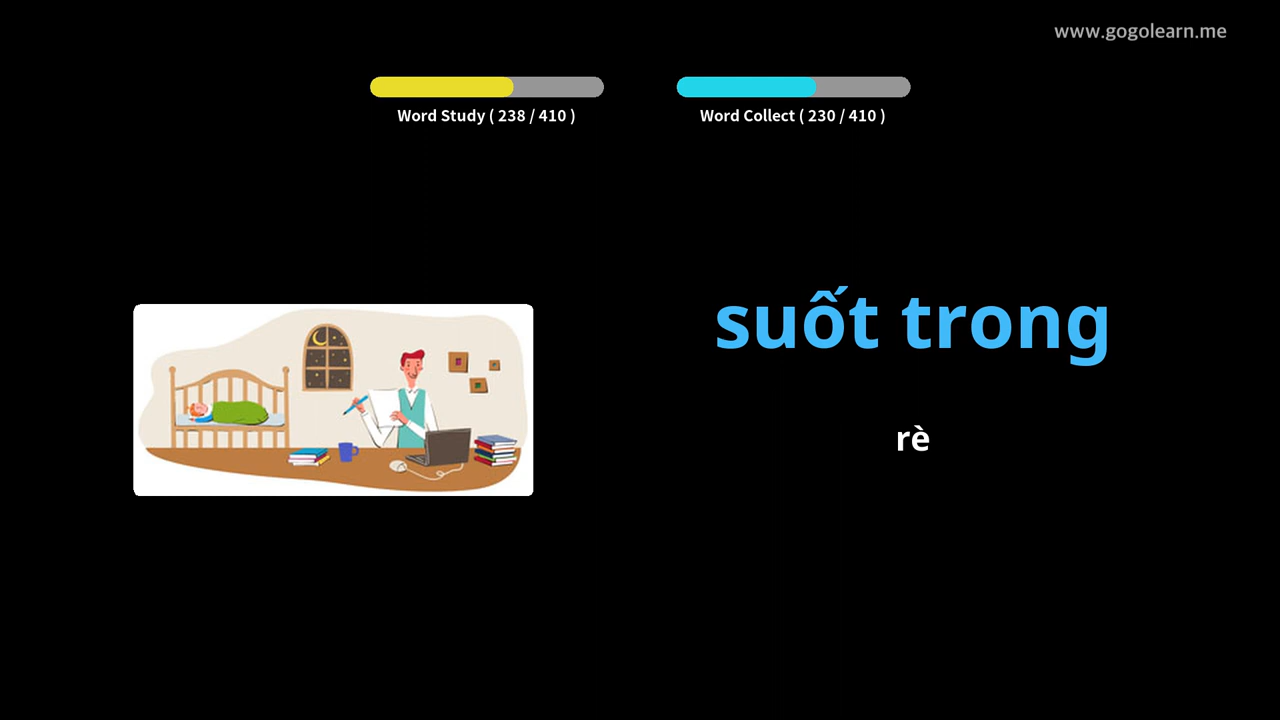 www.gogolearn.me
Word Study ( 238 / 410 )
Word Collect ( 230 / 410 )
suốt trong
rè